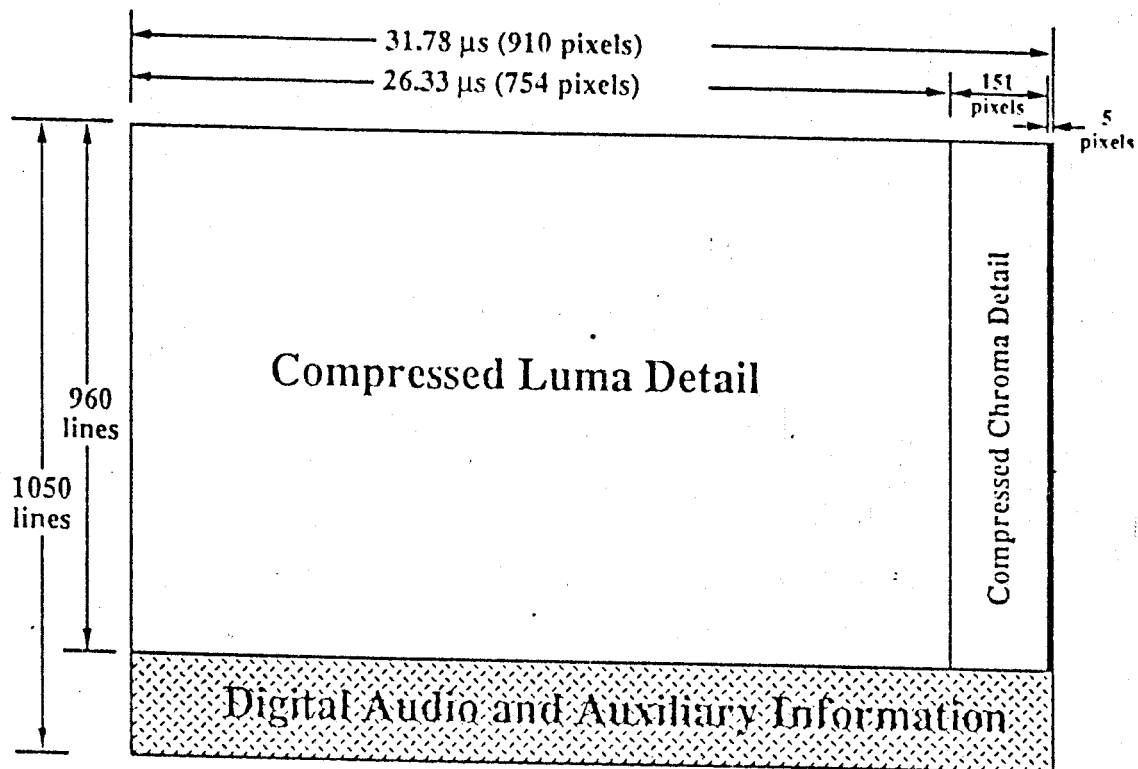 31.78 µs (910 pixels)
26.33 µs (754 pixels)
151
pixels
5
pixels
Compressed Luma Detail
Compressed Chroma Detail
960
lines
1050
lines
Digital Audio and Auxiliary Information